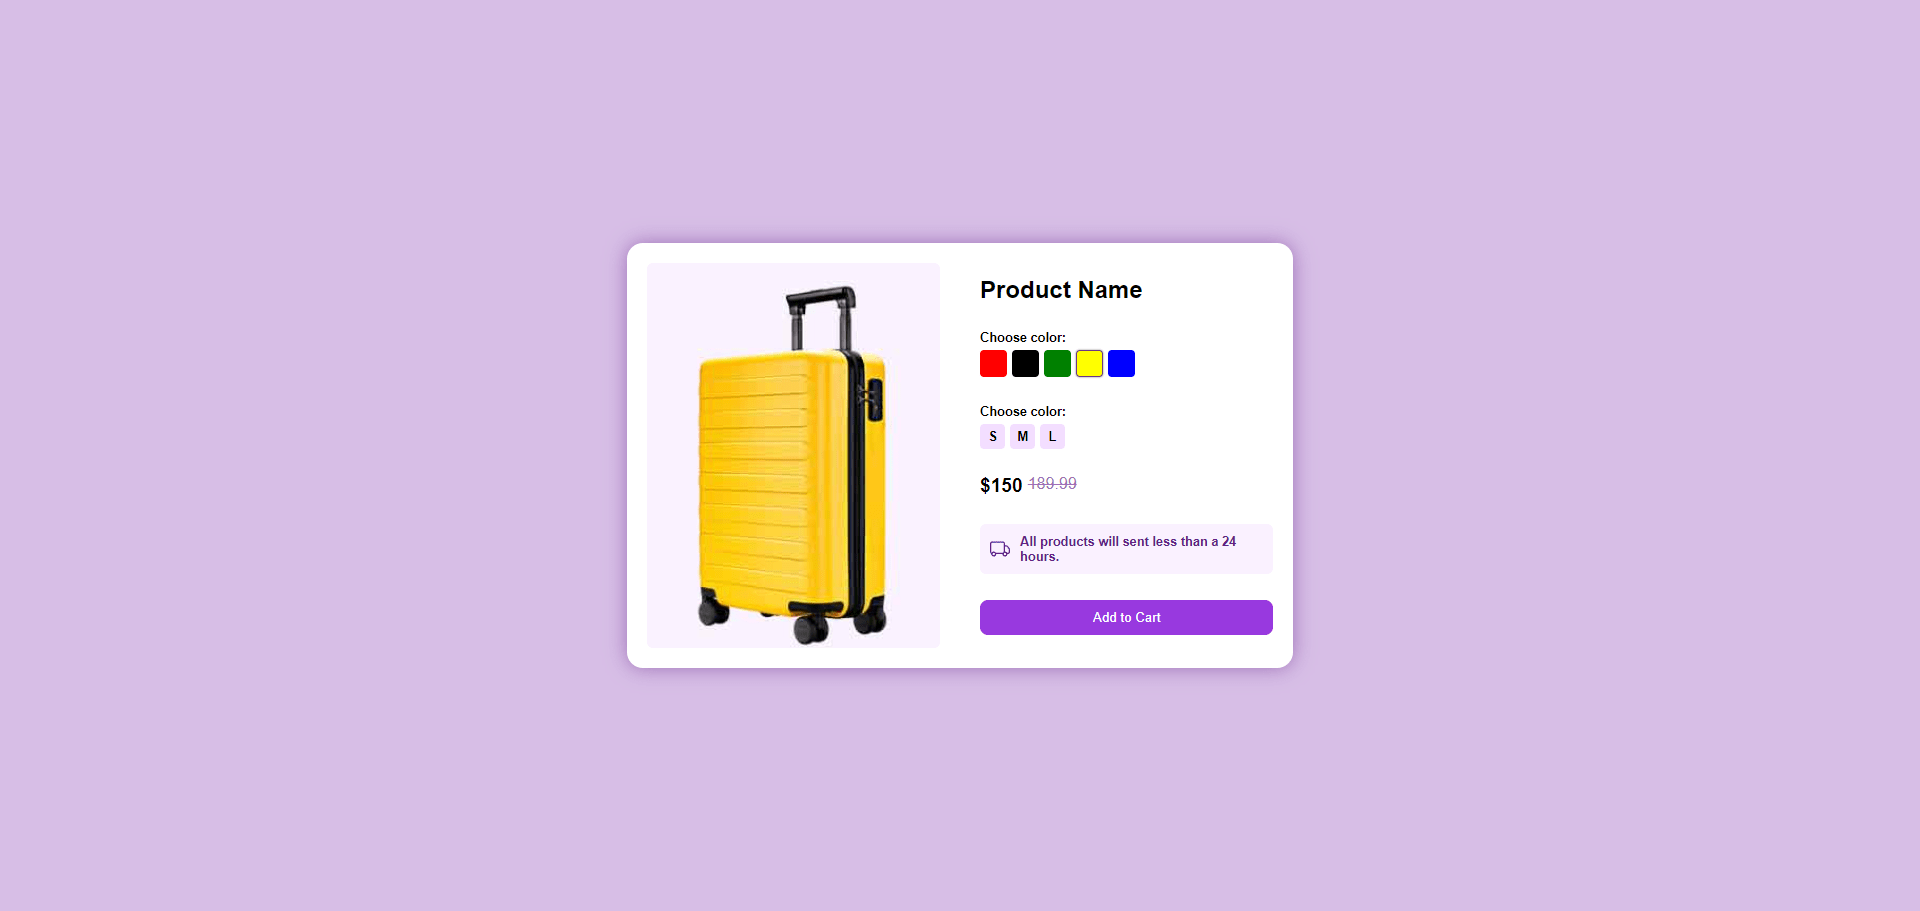 Product Name
Choose color:
Choose color:
S M L
$150 189.99
All products will sent less than a 24
hours.
Add to Cart